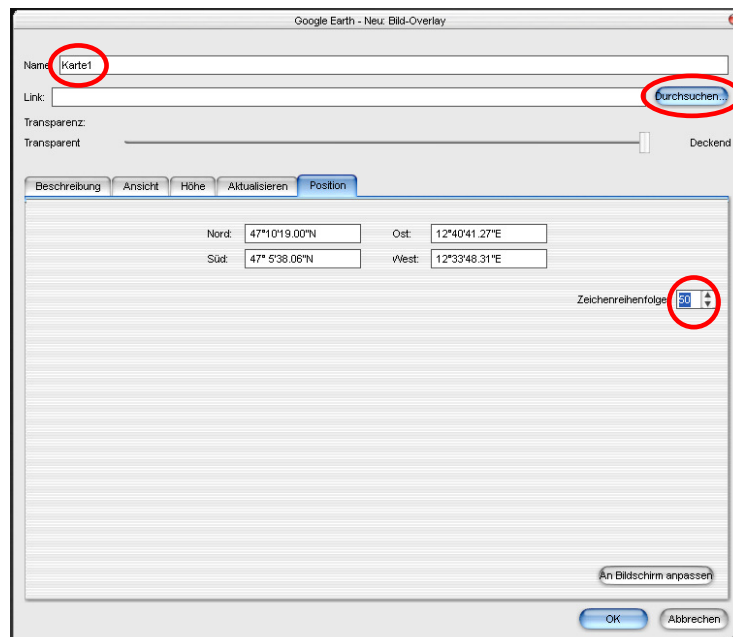 Google Earth - Neu: Bild-Overlay
Name: Karte1
Link: Durchsuchen...
Transparenz:
Transparent Deckend
Beschreibung Ansicht Höhe Aktualisieren Position
Nord: 47°10'19.00"N Ost: 12°40'41.27"E
Süd: 47° 5'38.06"N West: 12°33'48.31"E
Zeichenreihenfolge 50
An Bildschirm anpassen
OK Abbrechen